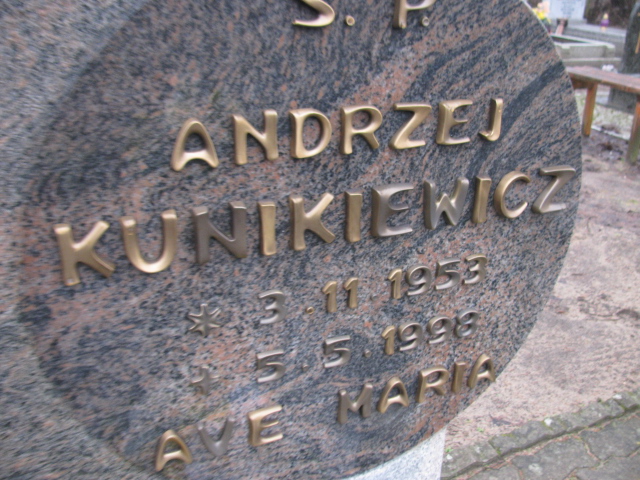 S. P.
ANDRZEJ
KUNIKIEWICZ
* 3.11.1953
+ 5.5.1998
AVE MARIA